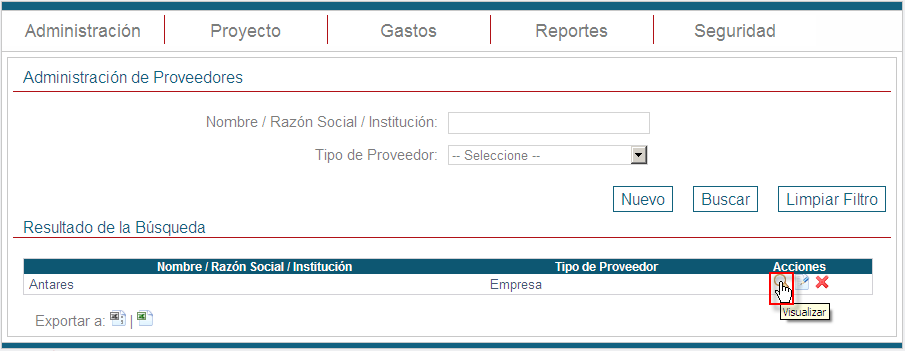 Administración Proyecto Gastos Reportes Seguridad
Administración de Proveedores
Nombre / Razón Social / Institución:
Tipo de Proveedor: -- Seleccione --
Nuevo Buscar Limpiar Filtro
Resultado de la Búsqueda
Nombre / Razón Social / Institución Tipo de Proveedor Acciones
Antares Empresa
Visualizar
Exportar a: |